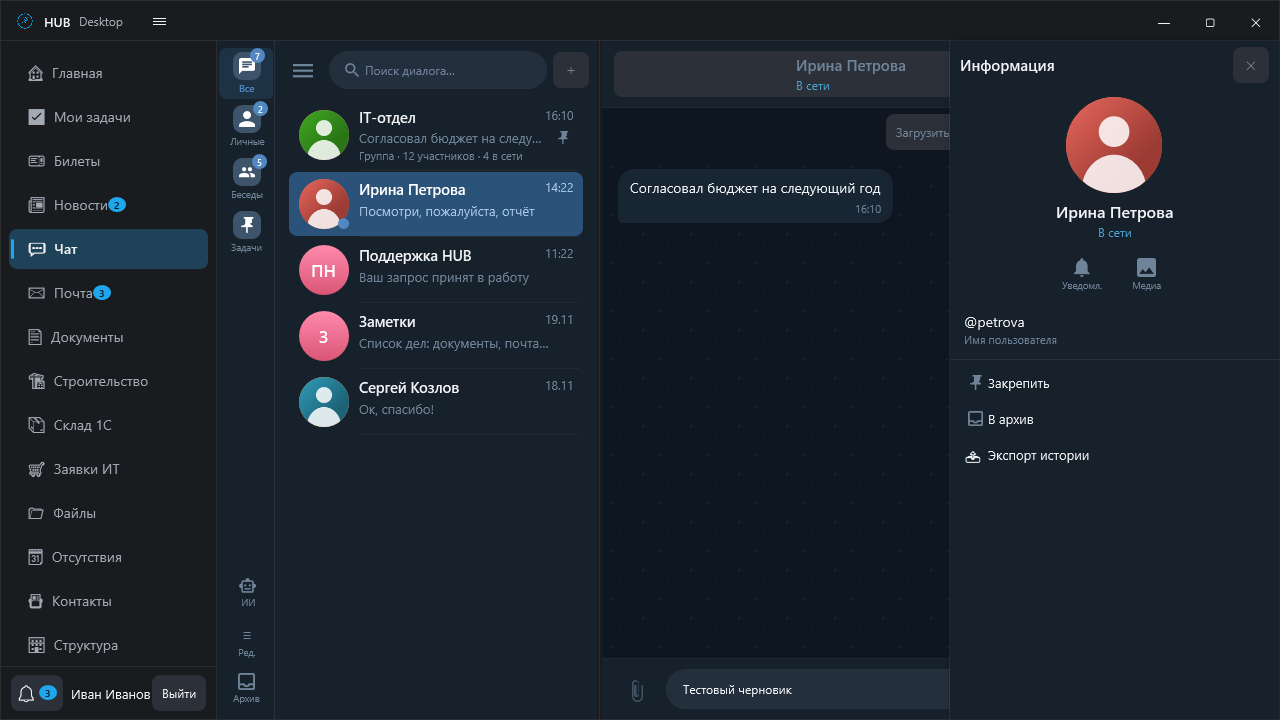 HUB Desktop
Главная
Мои задачи
Билеты
Новости 2
Чат
Почта 3
Документы
Строительство
Склад 1С
Заявки ИТ
Файлы
Отсутствия
31
Контакты
Структура
3 Иван Иванов Выйти
7
Все
2
Личные
5
Беседы
Задачи
ИИ
Ред.
Архив
Поиск диалога...
+
IT-отдел 16:10
Согласовал бюджет на следу...
Группа · 12 участников · 4 в сети
Ирина Петрова 14:22
Посмотри, пожалуйста, отчёт
ПН
Поддержка HUB 11:22
Ваш запрос принят в работу
З
Заметки 19.11
Список дел: документы, почта...
Сергей Козлов 18.11
Ок, спасибо!
Ирина Петрова
В сети
Загрузить
Согласовал бюджет на следующий год
16:10
Тестовый черновик
Информация
Ирина Петрова
В сети
Уведомл. Медиа
@petrova
Имя пользователя
Закрепить
В архив
Экспорт истории